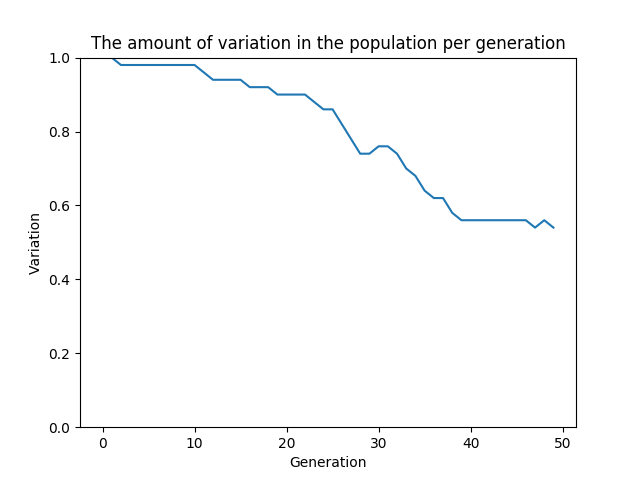 The amount of variation in the population per generation
1.0
0.8
0.6
0.4
0.2
0.0
Variation
0 10 20 30 40 50
Generation